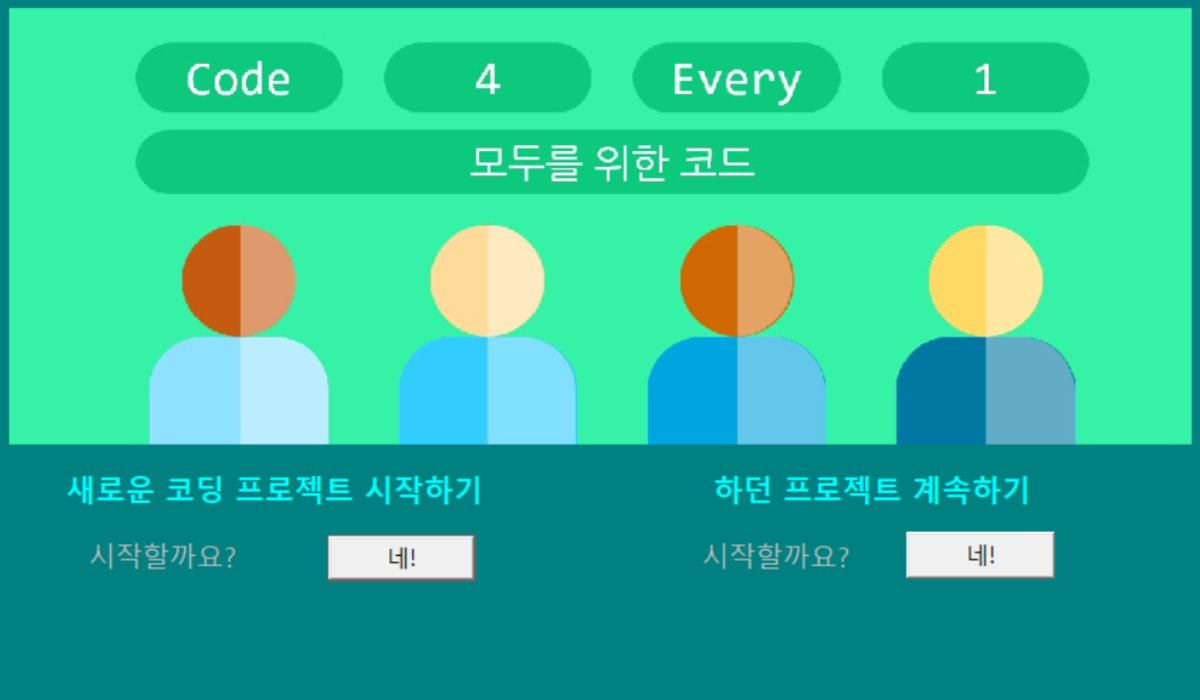 Code 4 Every 1
모두를 위한 코드
새로운 코딩 프로젝트 시작하기
시작할까요? 네!
하던 프로젝트 계속하기
시작할까요? 네!